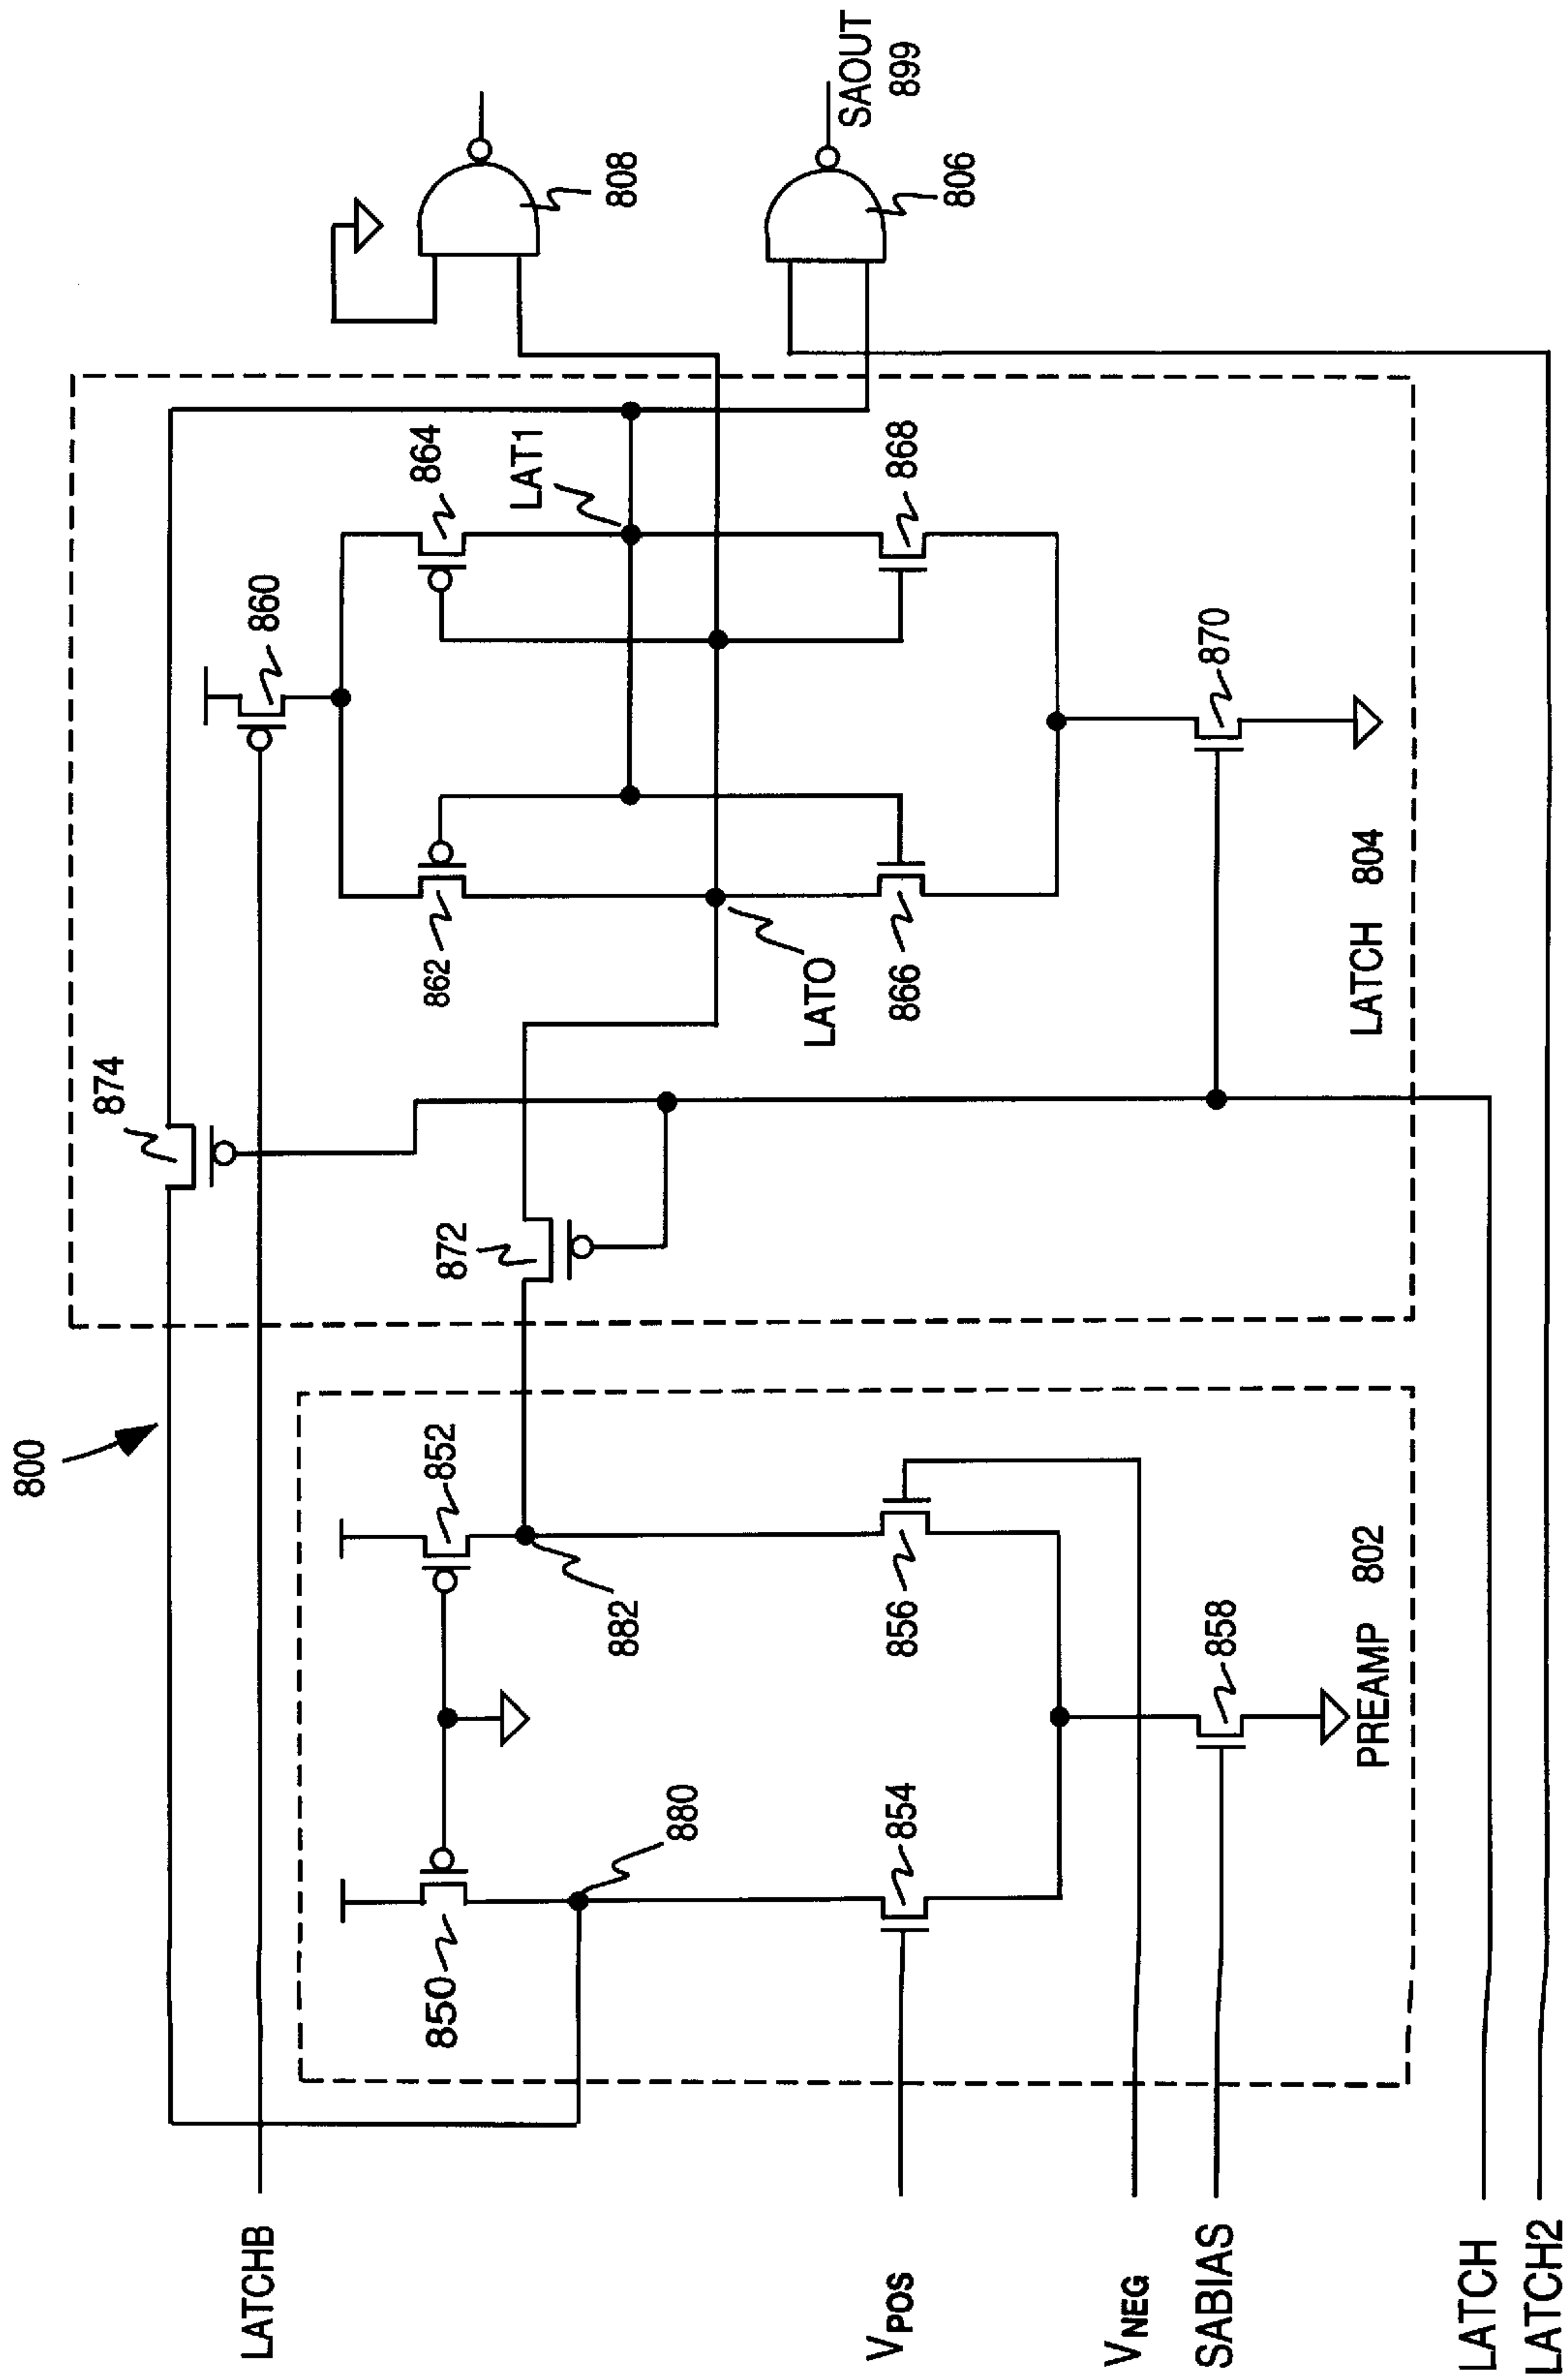 800
874
LATCHB
860
850
852
862
864
LAT1
808
880
882
872
LATO
SAOUT
899
VPOS
854
856
866
868
806
VNEG
SABIAS
858
870
PREAMP 802
LATCH 804
LATCH
LATCH2